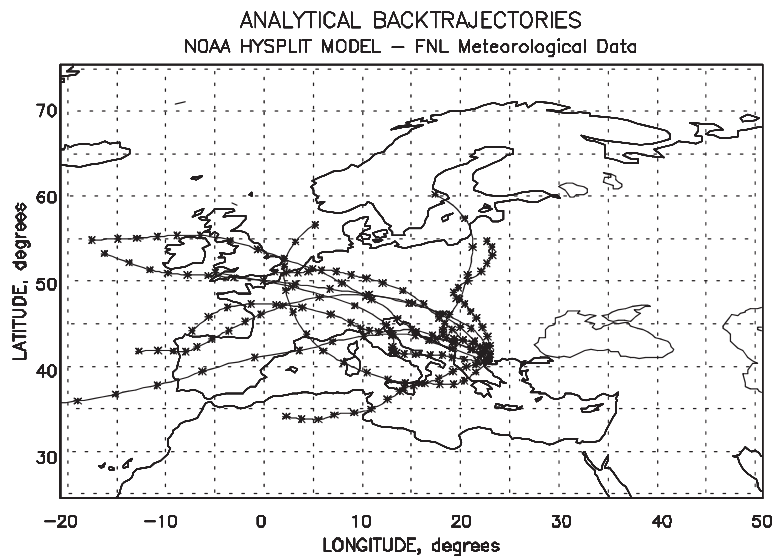 ANALYTICAL BACKTRAJECTORIES
NOAA HYSPLIT MODEL – FNL Meteorological Data
70
60
50
40
30
LATITUDE, degrees
-20 -10 0 10 20 30 40 50
LONGITUDE, degrees